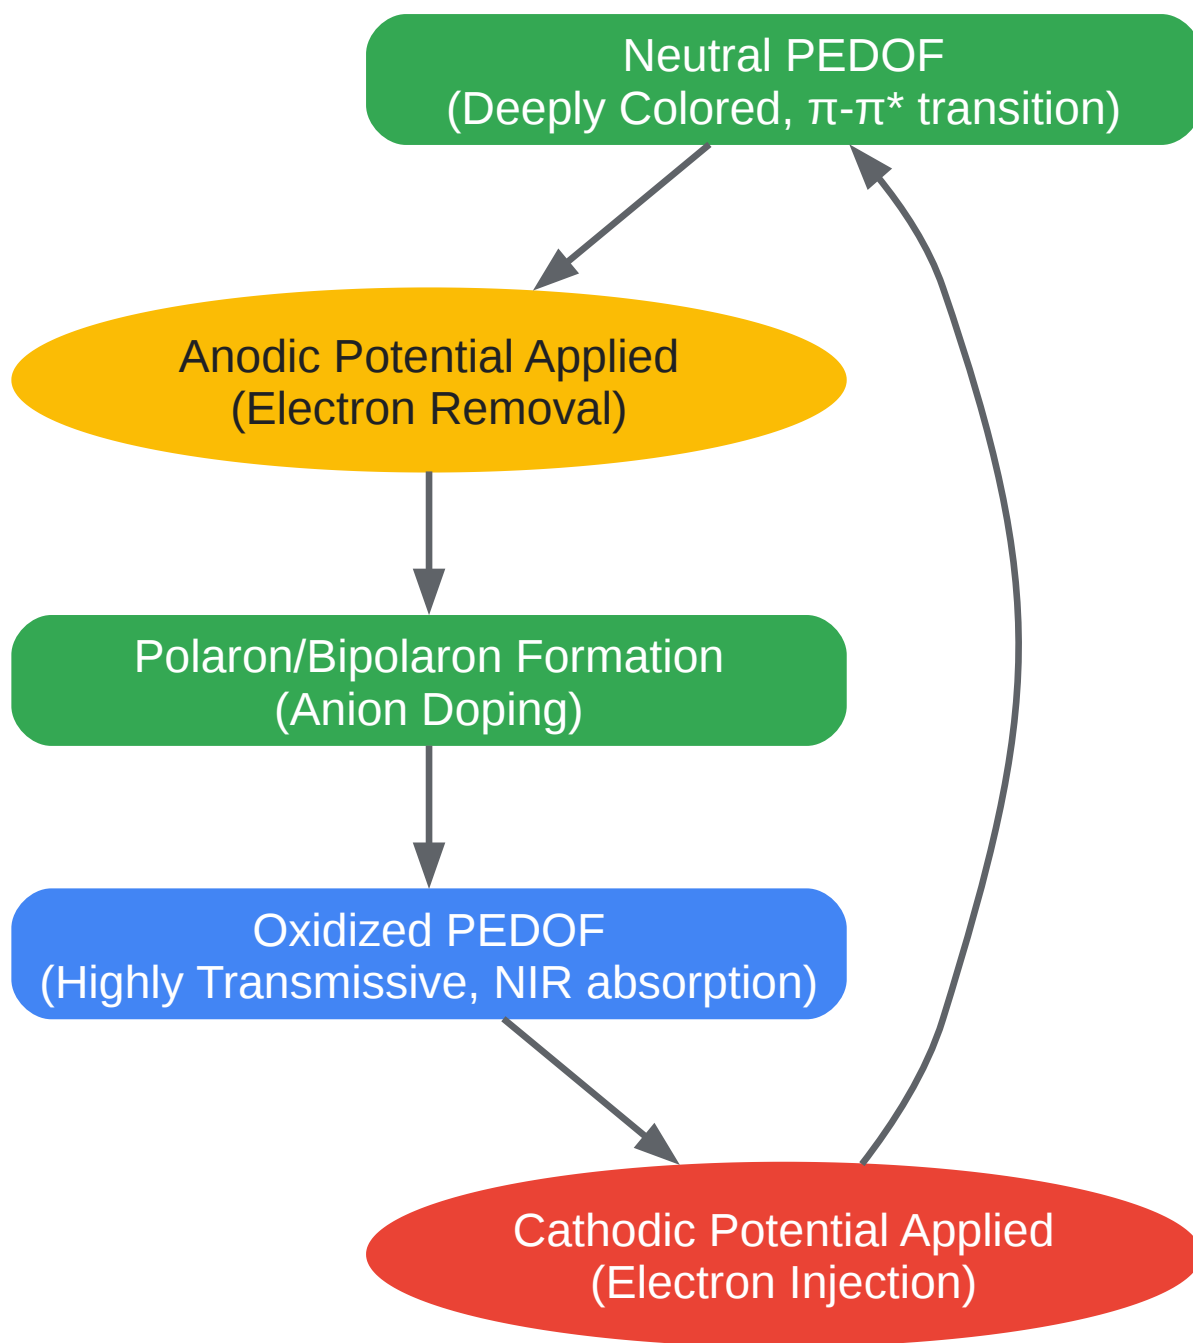 Neutral PEDOF
(Deeply Colored, π-π* transition)
Anodic Potential Applied
(Electron Removal)
Polaron/Bipolaron Formation
(Anion Doping)
Oxidized PEDOF
(Highly Transmissive, NIR absorption)
Cathodic Potential Applied
(Electron Injection)